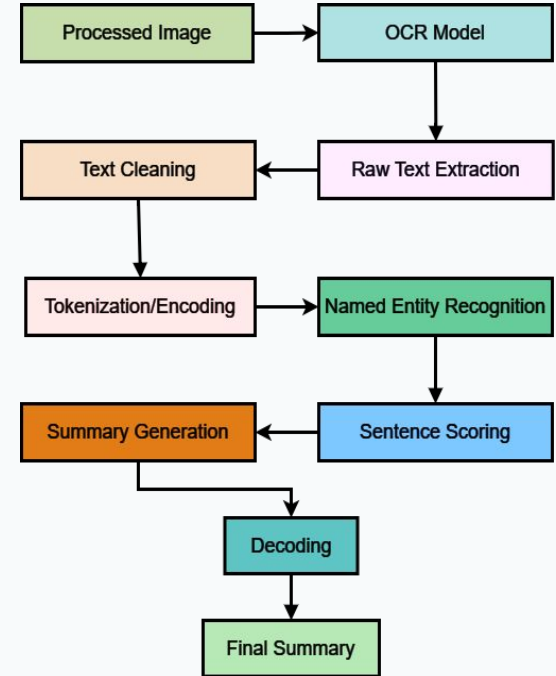 Processed Image
OCR Model
Raw Text Extraction
Text Cleaning
Tokenization/Encoding
Named Entity Recognition
Sentence Scoring
Summary Generation
Decoding
Final Summary